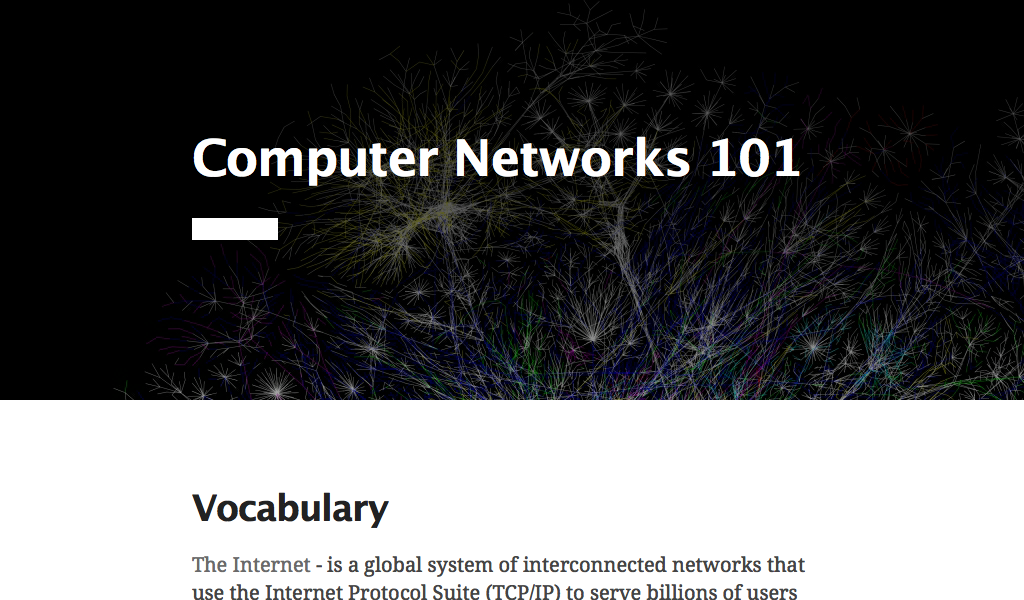 Computer Networks 101
Vocabulary
The Internet - is a global system of interconnected networks that
use the Internet Protocol Suite (TCP/IP) to serve billions of users